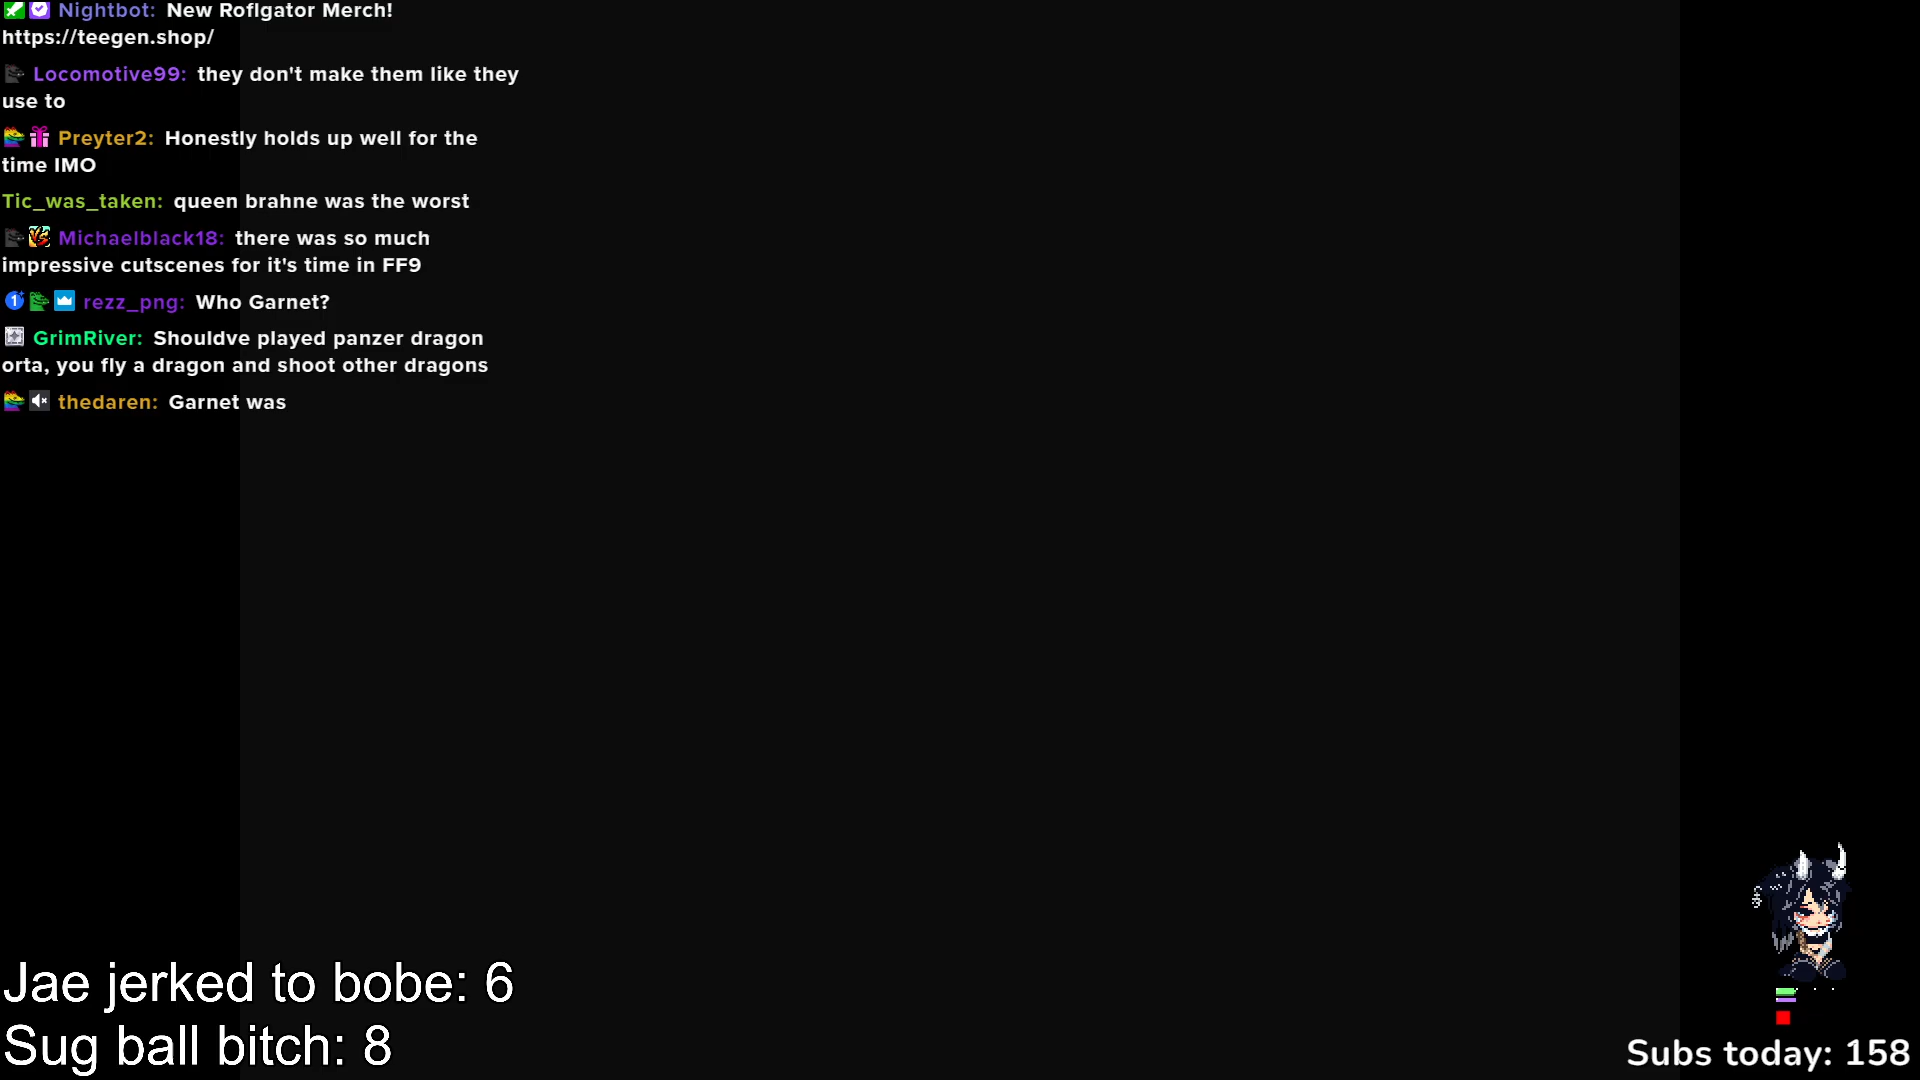 Nightbot: New Roflgator Merch!
https://teegen.shop/
Locomotive99: they don't make them like they
use to
Preyter2: Honestly holds up well for the
time IMO
Tic_was_taken: queen brahne was the worst
Michaelblack18: there was so much
impressive cutscenes for it's time in FF9
rezz_png: Who Garnet?
GrimRiver: Shouldve played panzer dragon
orta, you fly a dragon and shoot other dragons
thedaren: Garnet was
Jae jerked to bobe: 6
Sug ball bitch: 8
Subs today: 158